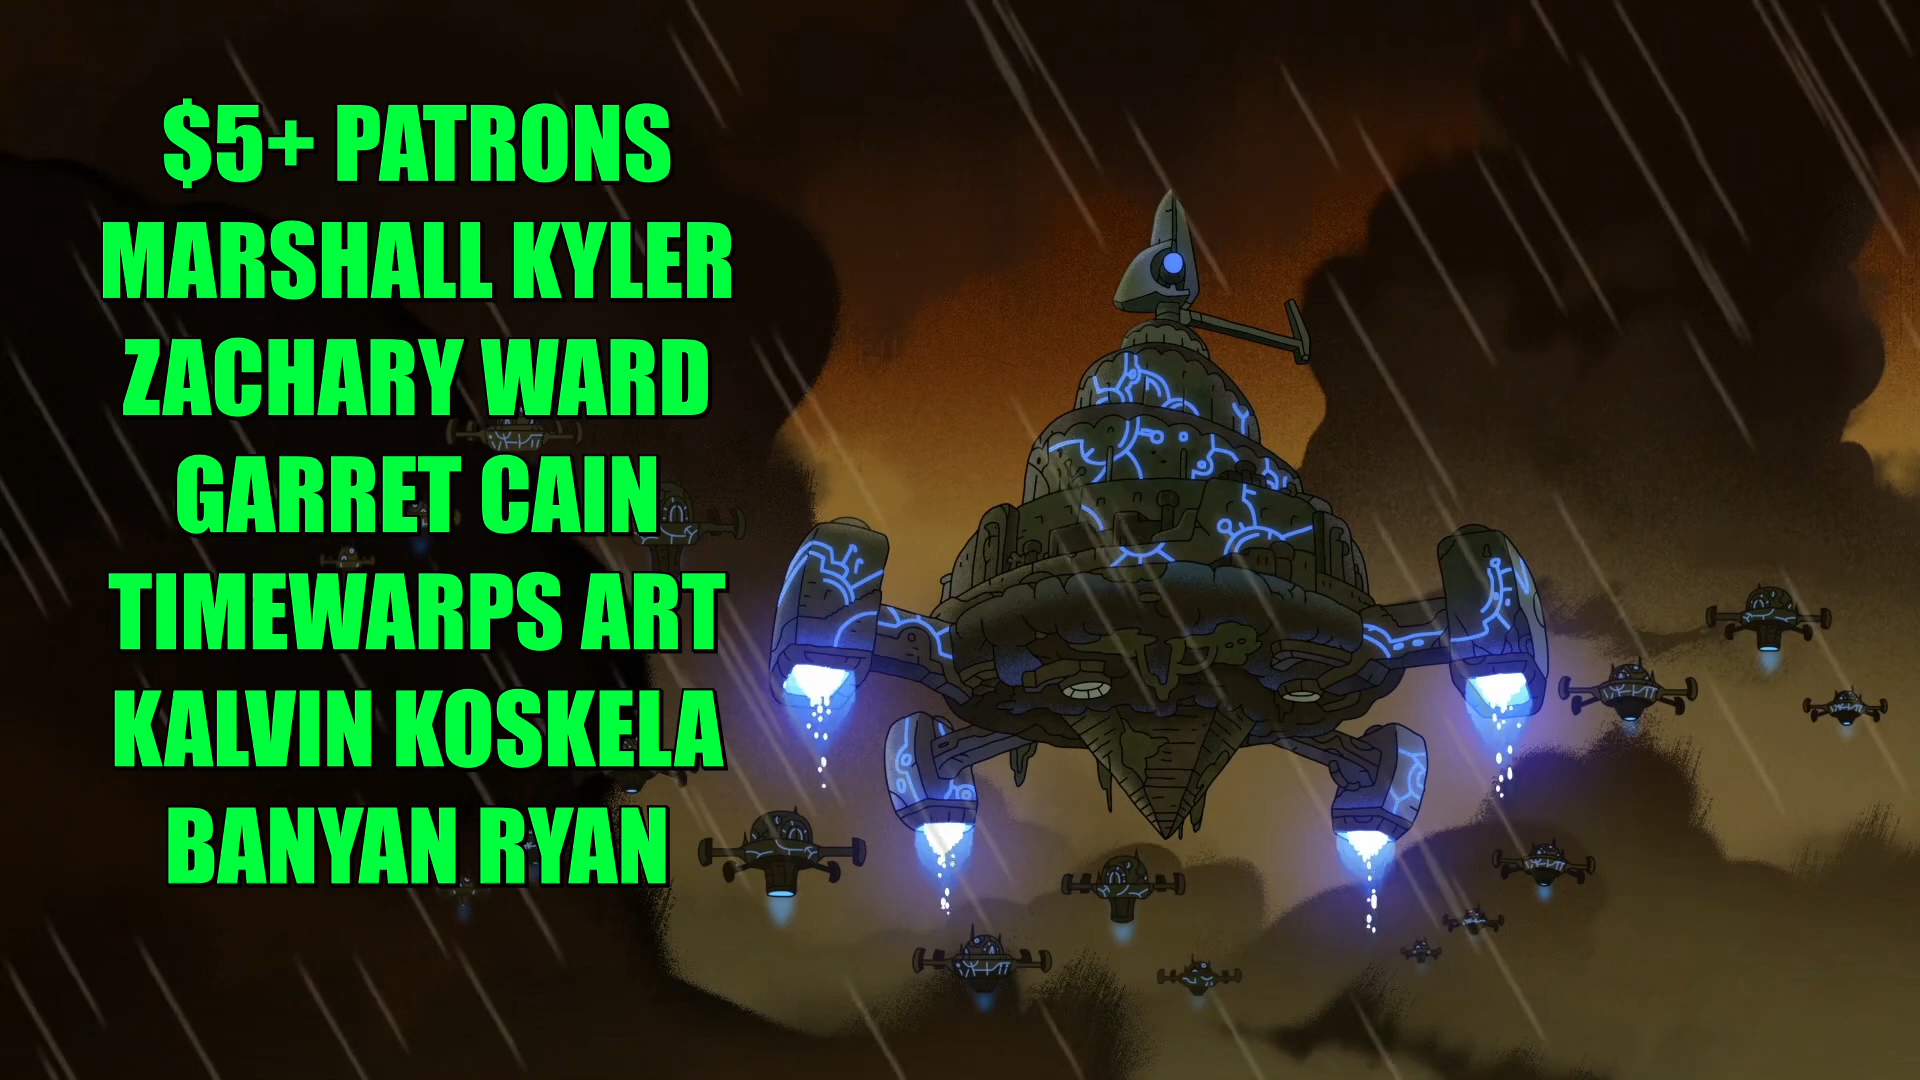 $5+ PATRONS
MARSHALL KYLER
ZACHARY WARD
GARRET CAIN
TIMEWARPS ART
KALVIN KOSKELA
BANYAN RYAN